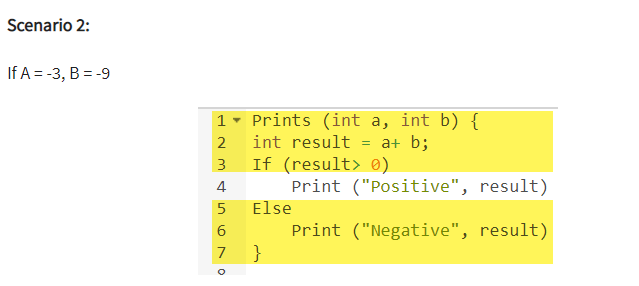 Scenario 2:
If A = -3, B = -9
1 Prints (int a, int b) {
2 int result = a+ b;
3 If (result> 0)
4 Print ("Positive", result)
5 Else
6 Print ("Negative", result)
7 }